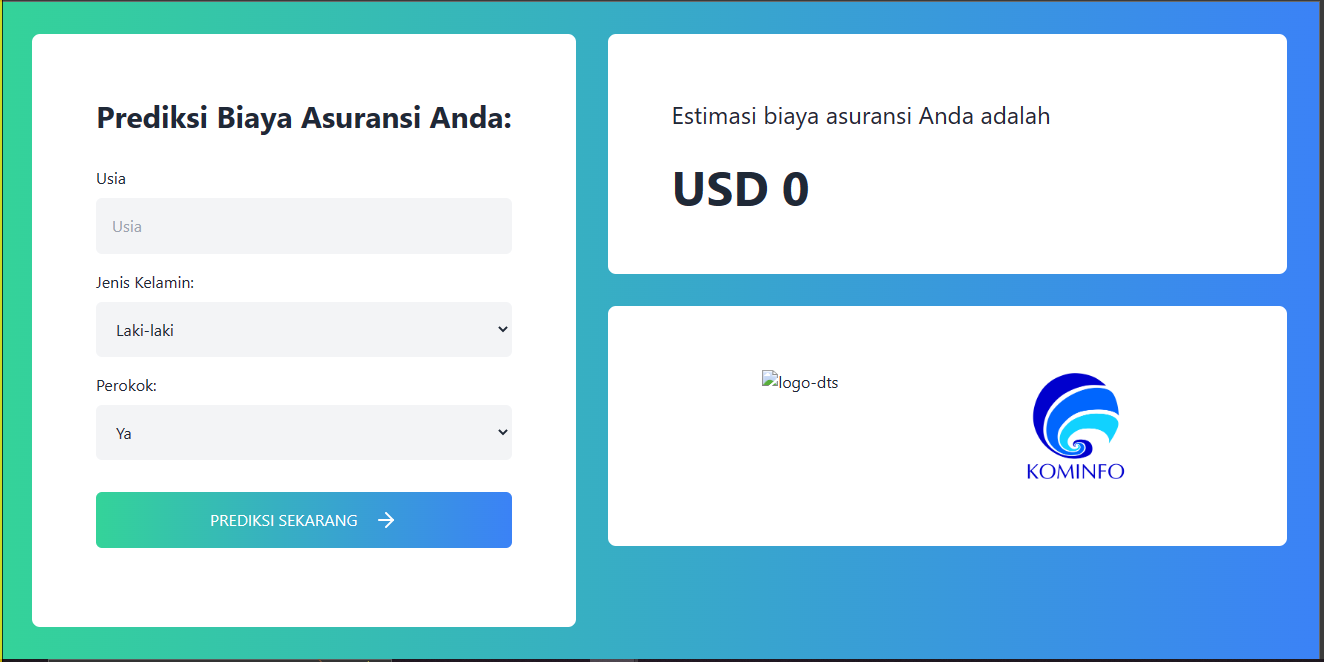 Prediksi Biaya Asuransi Anda:
Usia
Usia
Jenis Kelamin:
Laki-laki
Perokok:
Ya
PREDIKSI SEKARANG
Estimasi biaya asuransi Anda adalah
USD 0
logo-dts
KOMINFO